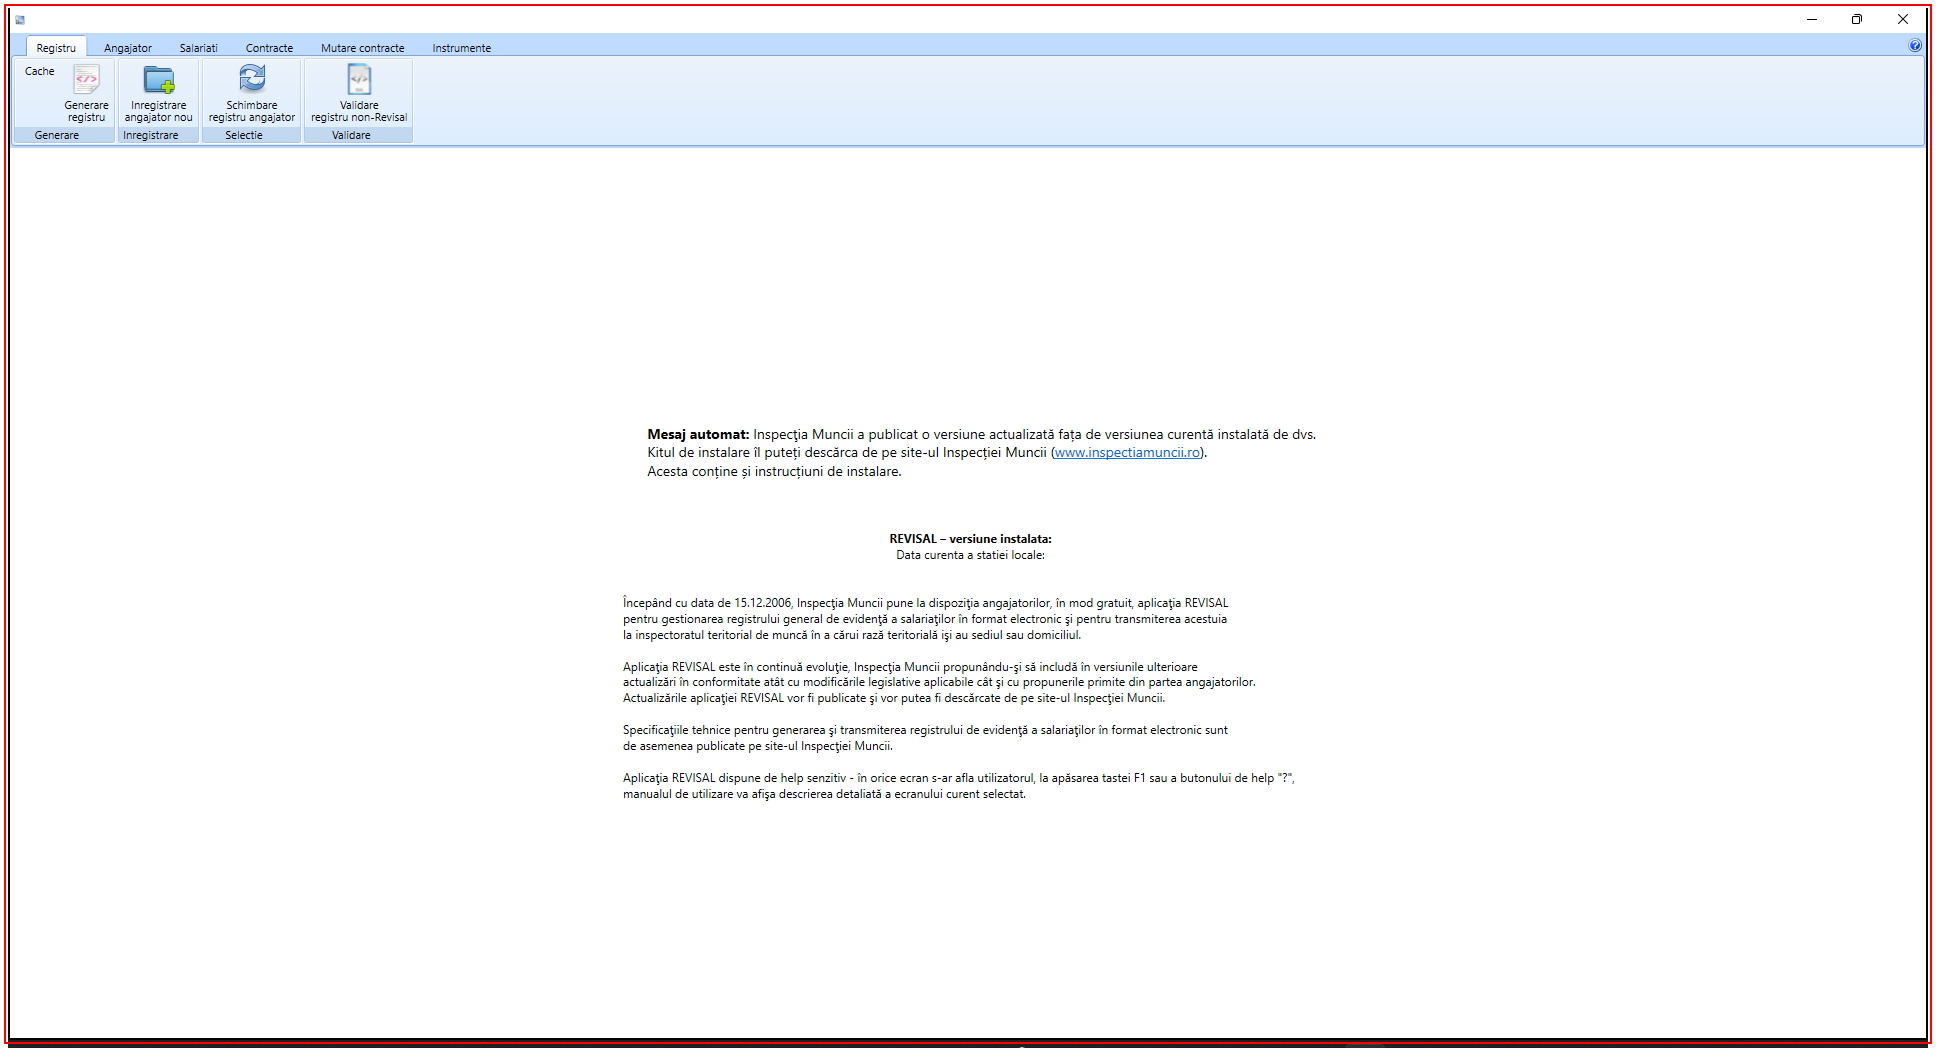 Registru Angajator Salariati Contracte Mutare contracte Instrumente
Cache
Generare
registru
Generare
Inregistrare
angajator nou
Inregistrare
Schimbare
registru angajator
Selectie
Validare
registru non-Revisal
Validare
Mesaj automat: Inspecţia Muncii a publicat o versiune actualizată fața de versiunea curentă instalată de dvs.
Kitul de instalare îl puteți descărca de pe site-ul Inspecției Muncii (www.inspectiamuncii.ro).
Acesta conține și instrucțiuni de instalare.
REVISAL – versiune instalata:
Data curenta a statiei locale:
Începând cu data de 15.12.2006, Inspecţia Muncii pune la dispoziţia angajatorilor, în mod gratuit, aplicaţia REVISAL
pentru gestionarea registrului general de evidenţă a salariaţilor în format electronic şi pentru transmiterea acestuia
la inspectoratul teritorial de muncă în a cărui rază teritorială işi au sediul sau domiciliul.
Aplicaţia REVISAL este în continuă evoluţie, Inspecţia Muncii propunându-şi să includă în versiunile ulterioare
actualizări în conformitate atât cu modificările legislative aplicabile cât şi cu propunerile primite din partea angajatorilor.
Actualizările aplicaţiei REVISAL vor fi publicate şi vor putea fi descărcate de pe site-ul Inspecţiei Muncii.
Specificaţiile tehnice pentru generarea şi transmiterea registrului de evidenţă a salariaţilor în format electronic sunt
de asemenea publicate pe site-ul Inspecţiei Muncii.
Aplicaţia REVISAL dispune de help senzitiv - în orice ecran s-ar afla utilizatorul, la apăsarea tastei F1 sau a butonului de help "?",
manualul de utilizare va afişa descrierea detaliată a ecranului curent selectat.